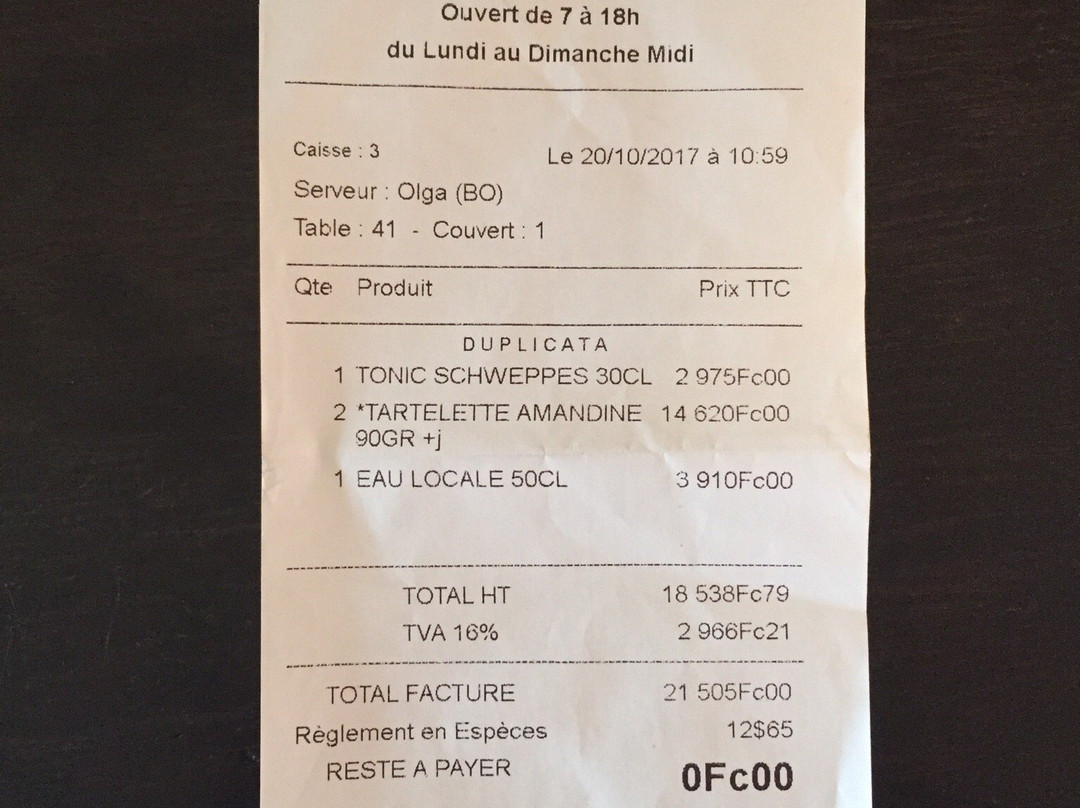 Ouvert de 7 à 18h
du Lundi au Dimanche Midi
Caisse : 3 Le 20/10/2017 à 10:59
Serveur : Olga (BO)
Table : 41 - Couvert : 1
Qte Produit Prix TTC
DUPLICATA
1 TONIC SCHWEPPES 30CL 2 975Fc00
2 *TARTELETTE AMANDINE 14 620Fc00
90GR +j
1 EAU LOCALE 50CL 3 910Fc00
TOTAL HT 18 538Fc79
TVA 16% 2 966Fc21
TOTAL FACTURE 21 505Fc00
Règlement en Espèces 12$65
RESTE A PAYER 0Fc00